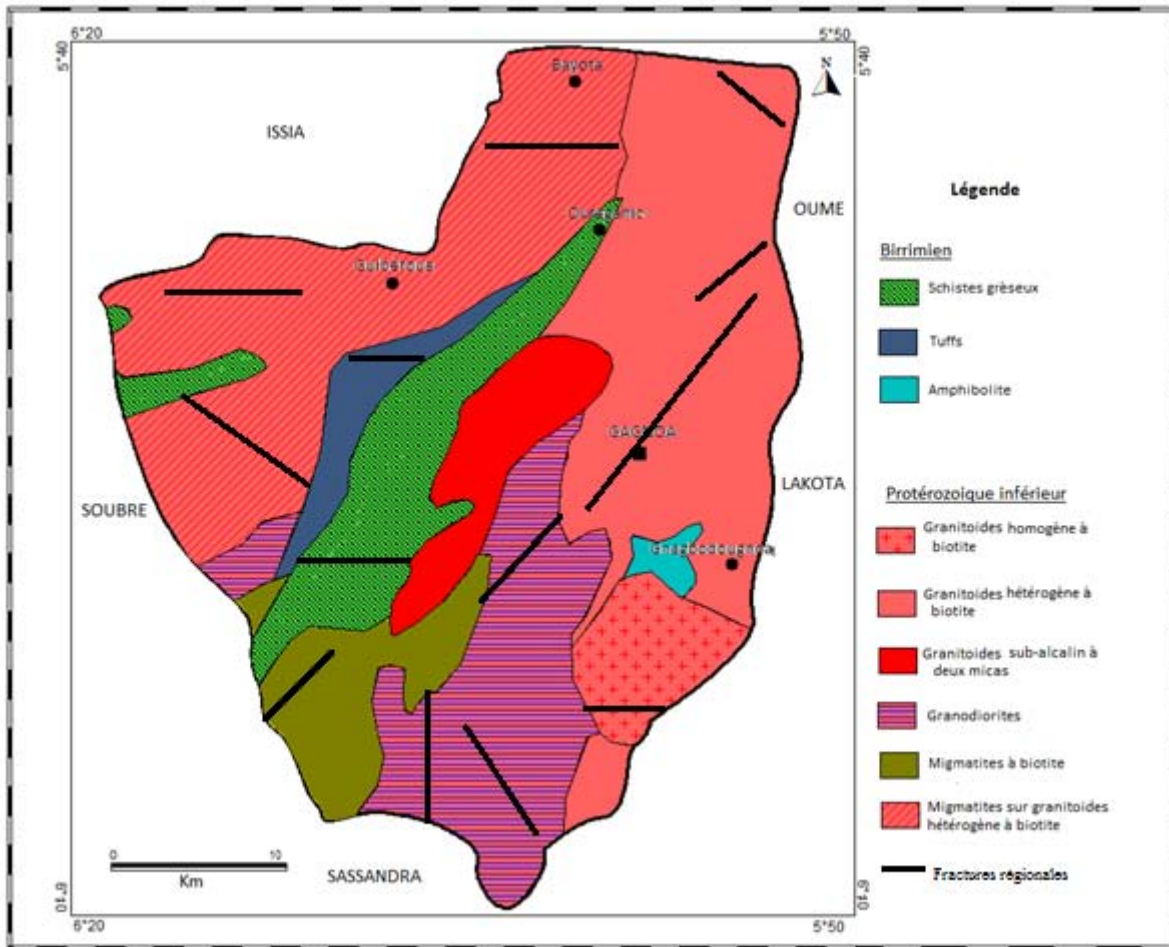 6°20
5°50
5°40
5°40
N
Bayota
ISSIA
Légende
OUME
Birrimien
Schistes grèseux
Tuffs
Amphibolite
GAGNOA
LAKOTA
SOUBRE
Protérozoique inférieur
Granitoides homogène à
biotite
Granitoides hétérogène à
biotite
Granitoides sub-alcalin à
deux micas
Granodiorites
Migmatites à biotite
Migmatites sur granitoides
hétérogène à biotite
Fractures régionales
0
10
Km
SASSANDRA
6°10
6°10
6°20
5°50